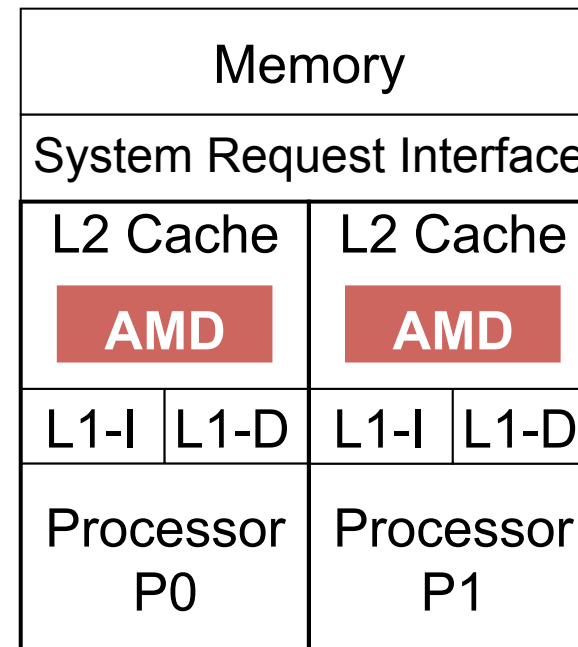 Memory
System Request Interface
L2 Cache L2 Cache
AMD AMD
L1-I L1-D L1-I L1-D
Processor Processor
P0 P1